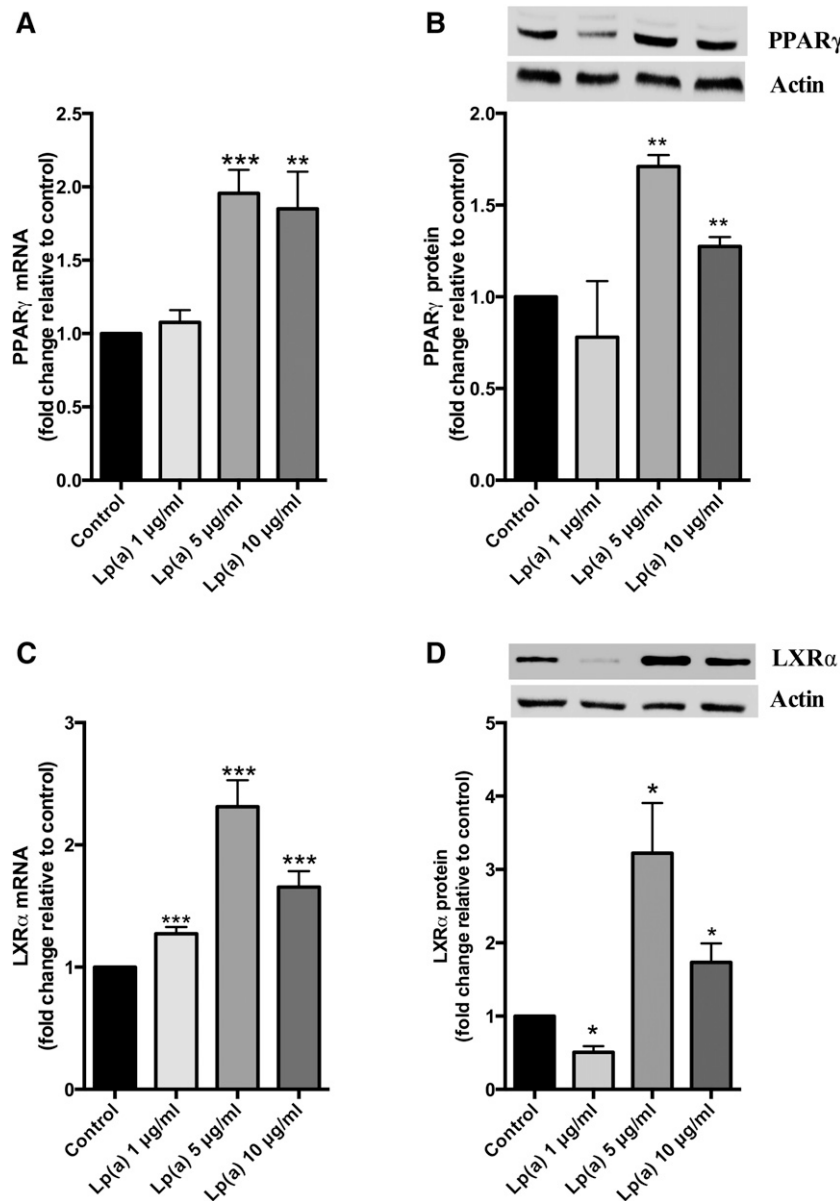 A
PPARγ mRNA
(fold change relative to control)
2.5
2.0
1.5
1.0
0.5
0.0
***
**
Control
Lp(a) 1 µg/ml
Lp(a) 5 µg/ml
Lp(a) 10 µg/ml
B
PPARγ
Actin
PPARγ protein
(fold change relative to control)
2.0
1.5
1.0
0.5
0.0
**
**
Control
Lp(a) 1 µg/ml
Lp(a) 5 µg/ml
Lp(a) 10 µg/ml
C
LXRα mRNA
(fold change relative to control)
3
2
1
0
***
***
***
Control
Lp(a) 1 µg/ml
Lp(a) 5 µg/ml
Lp(a) 10 µg/ml
D
LXRα
Actin
LXRα protein
(fold change relative to control)
5
4
3
2
1
0
*
*
*
Control
Lp(a) 1 µg/ml
Lp(a) 5 µg/ml
Lp(a) 10 µg/ml